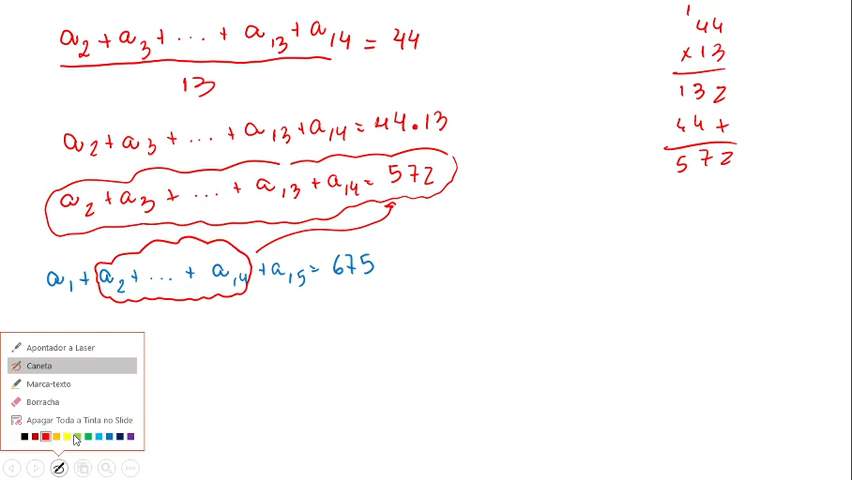 a₂ + a₃ + ... + a₁₃ + a₁₄ = 44
13
a₂ + a₃ + ... + a₁₃ + a₁₄ = 44.13
a₂ + a₃ + ... + a₁₃ + a₁₄ = 572
a₁ + a₂ + ... + a₁₄ + a₁₅ = 675
44
x13
132
44+
572
Apontador a Laser
Caneta
Marca-texto
Borracha
Apagar Toda a Tinta no Slide